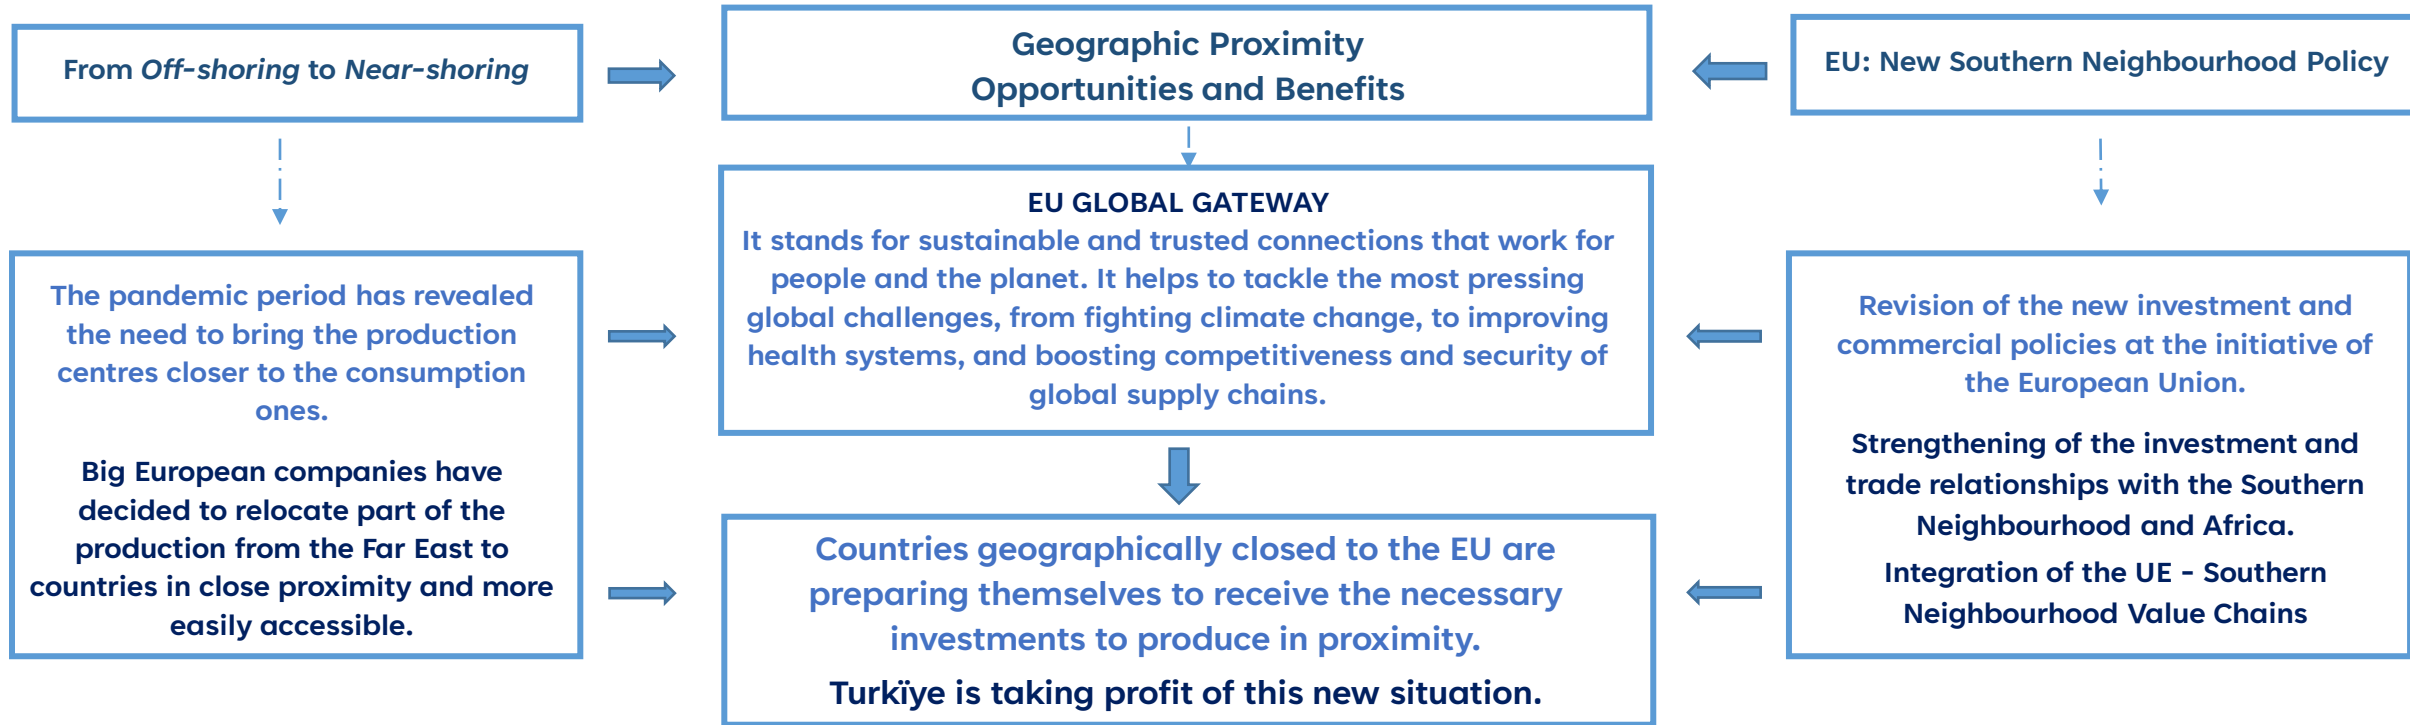 From Off-shoring to Near-shoring
Geographic Proximity
Opportunities and Benefits
EU: New Southern Neighbourhood Policy
The pandemic period has revealed
the need to bring the production
centres closer to the consumption
ones.
Big European companies have
decided to relocate part of the
production from the Far East to
countries in close proximity and more
easily accessible.
EU GLOBAL GATEWAY
It stands for sustainable and trusted connections that work for
people and the planet. It helps to tackle the most pressing
global challenges, from fighting climate change, to improving
health systems, and boosting competitiveness and security of
global supply chains.
Countries geographically closed to the EU are
preparing themselves to receive the necessary
investments to produce in proximity.
Turkïye is taking profit of this new situation.
Revision of the new investment and
commercial policies at the initiative of
the European Union.
Strengthening of the investment and
trade relationships with the Southern
Neighbourhood and Africa.
Integration of the UE - Southern
Neighbourhood Value Chains